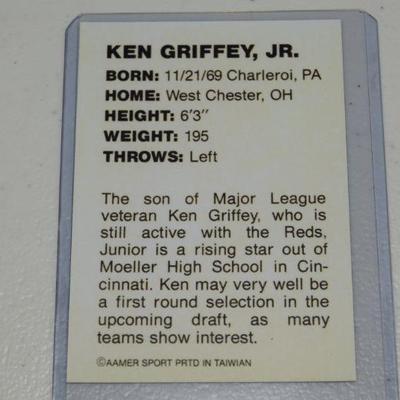 KEN GRIFFEY, JR.
BORN: 11/21/69 Charleroi, PA
HOME: West Chester, OH
HEIGHT: 6'3"
WEIGHT: 195
THROWS: Left
The son of Major League
veteran Ken Griffey, who is
still active with the Reds,
Junior is a rising star out of
Moeller High School in Cin-
cinnati. Ken may very well be
a first round selection in the
upcoming draft, as many
teams show interest.
©AAMER SPORT PRTD IN TAIWIAN